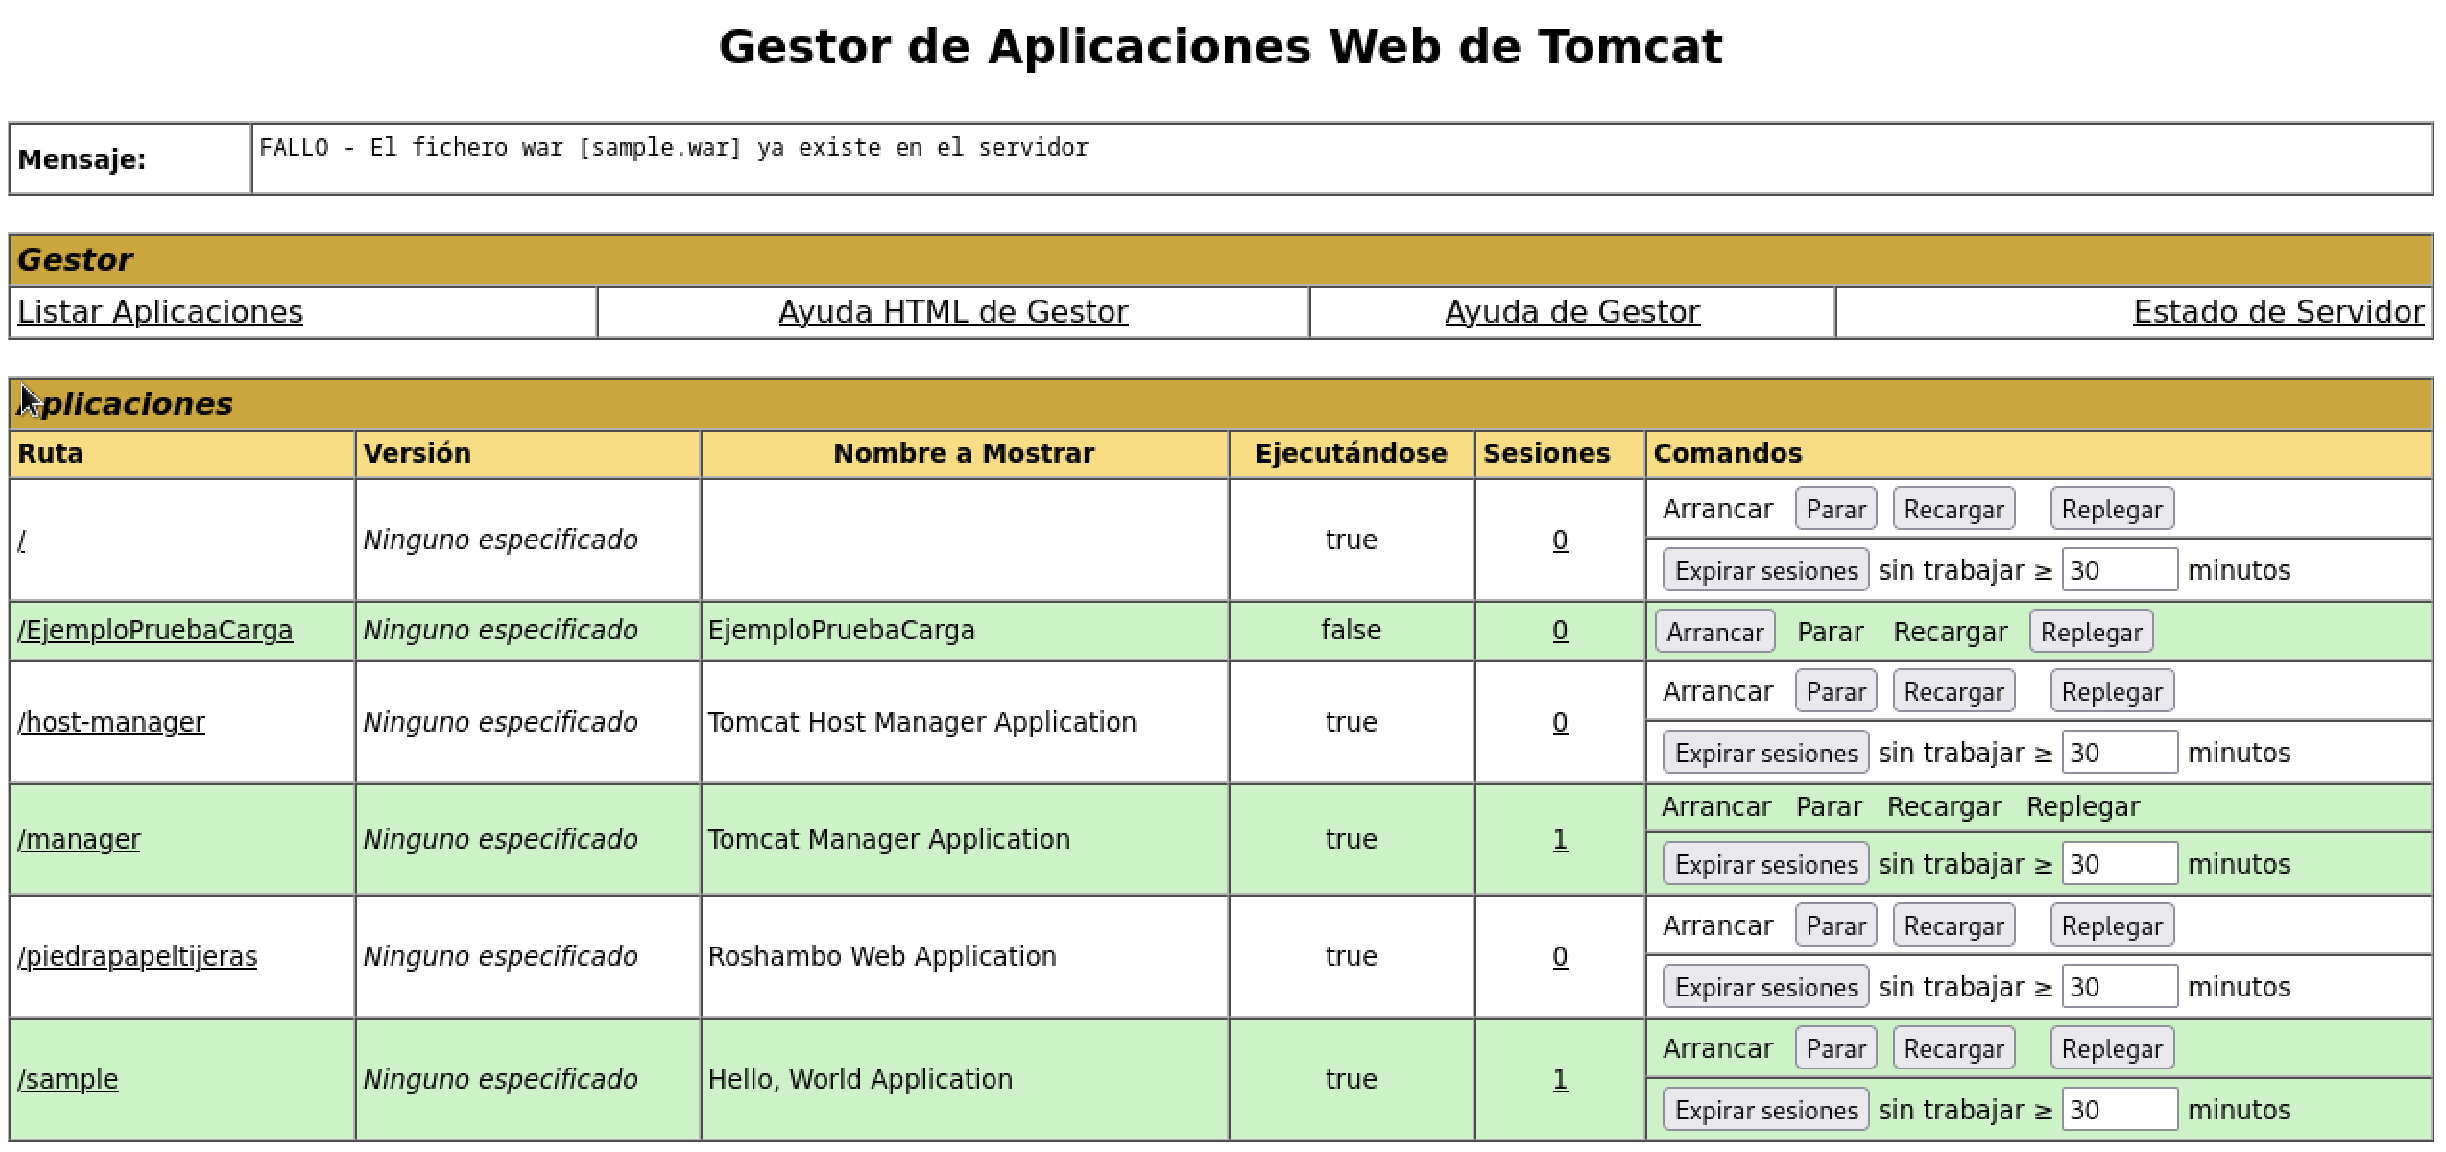 Gestor de Aplicaciones Web de Tomcat
Mensaje: FALLO - El fichero war [sample.war] ya existe en el servidor
Gestor
Listar Aplicaciones Ayuda HTML de Gestor Ayuda de Gestor Estado de Servidor
Aplicaciones
Ruta Versión Nombre a Mostrar Ejecutándose Sesiones Comandos
/ Ninguno especificado true 0 Arrancar Parar Recargar Replegar
Expirar sesiones sin trabajar ≥ 30 minutos
/EjemploPruebaCarga Ninguno especificado EjemploPruebaCarga false 0 Arrancar Parar Recargar Replegar
/host-manager Ninguno especificado Tomcat Host Manager Application true 0 Arrancar Parar Recargar Replegar
Expirar sesiones sin trabajar ≥ 30 minutos
/manager Ninguno especificado Tomcat Manager Application true 1 Arrancar Parar Recargar Replegar
Expirar sesiones sin trabajar ≥ 30 minutos
/piedrapapeltijeras Ninguno especificado Roshambo Web Application true 0 Arrancar Parar Recargar Replegar
Expirar sesiones sin trabajar ≥ 30 minutos
/sample Ninguno especificado Hello, World Application true 1 Arrancar Parar Recargar Replegar
Expirar sesiones sin trabajar ≥ 30 minutos